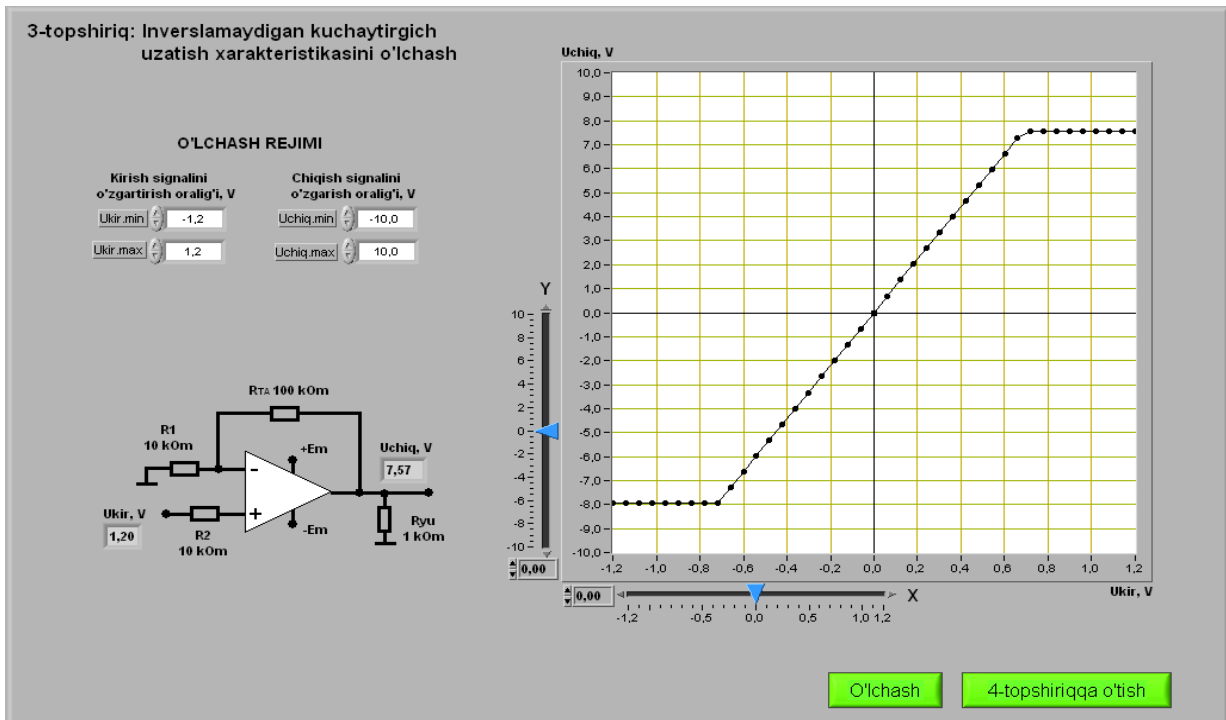 3-topshiriq: Inverslamaydigan kuchaytirgich
uzatish xarakteristikasini o'lchash
O'LCHASH REJIMI
Kirish signalini
o'zgartirish oralig'i, V
Chiqish signalini
o'zgarish oralig'i, V
Ukir.min -1,2
Uchiq.min -10,0
Ukir.max 1,2
Uchiq.max 10,0
RTA 100 kOm
R1
10 kOm
+Em
-
+
-Em
Uchiq, V
7,57
Ukir, V
1,20
R2
10 kOm
Ryu
1 kOm
Y
10
8
6
4
2
0
-2
-4
-6
-8
-10
0,00
Uchiq, V
10,0
9,0
8,0
7,0
6,0
5,0
4,0
3,0
2,0
1,0
0,0
-1,0
-2,0
-3,0
-4,0
-5,0
-6,0
-7,0
-8,0
-9,0
-10,0
-1,2 -1,0 -0,8 -0,6 -0,4 -0,2 0,0 0,2 0,4 0,6 0,8 1,0 1,2
Ukir, V
0,00 X
-1,2 -0,5 0,0 0,5 1,0 1,2
O'lchash
4-topshiriqqa o'tish